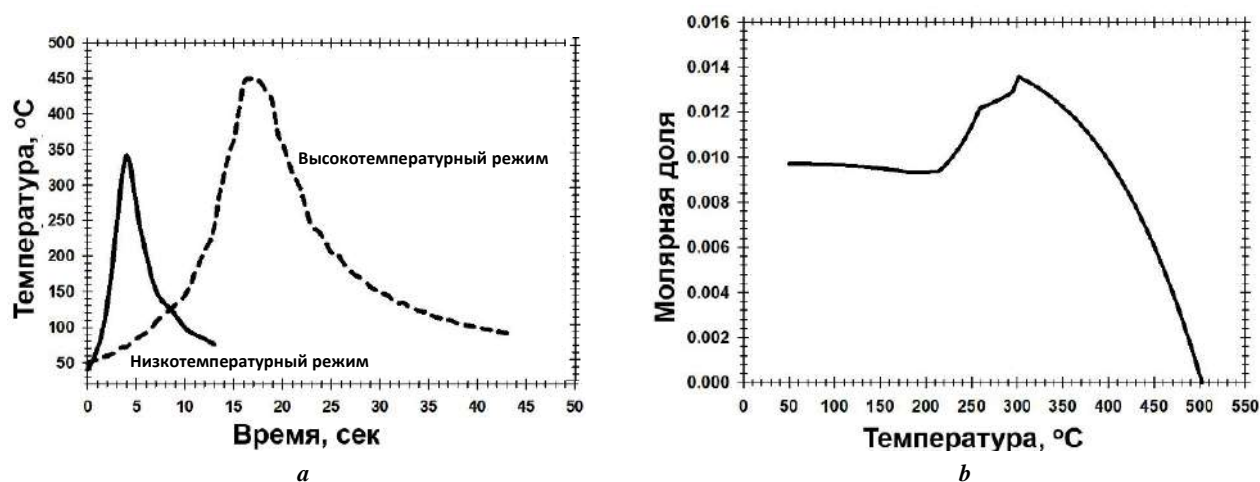 500
450
400
350
300
250
200
150
100
50
Температура, °C
Высокотемпературный режим
Низкотемпературный режим
0 5 10 15 20 25 30 35 40 45 50
Время, сек
a
0.016
0.014
0.012
0.010
0.008
0.006
0.004
0.002
0.000
Молярная доля
0 50 100 150 200 250 300 350 400 450 500 550
Температура, °C
b